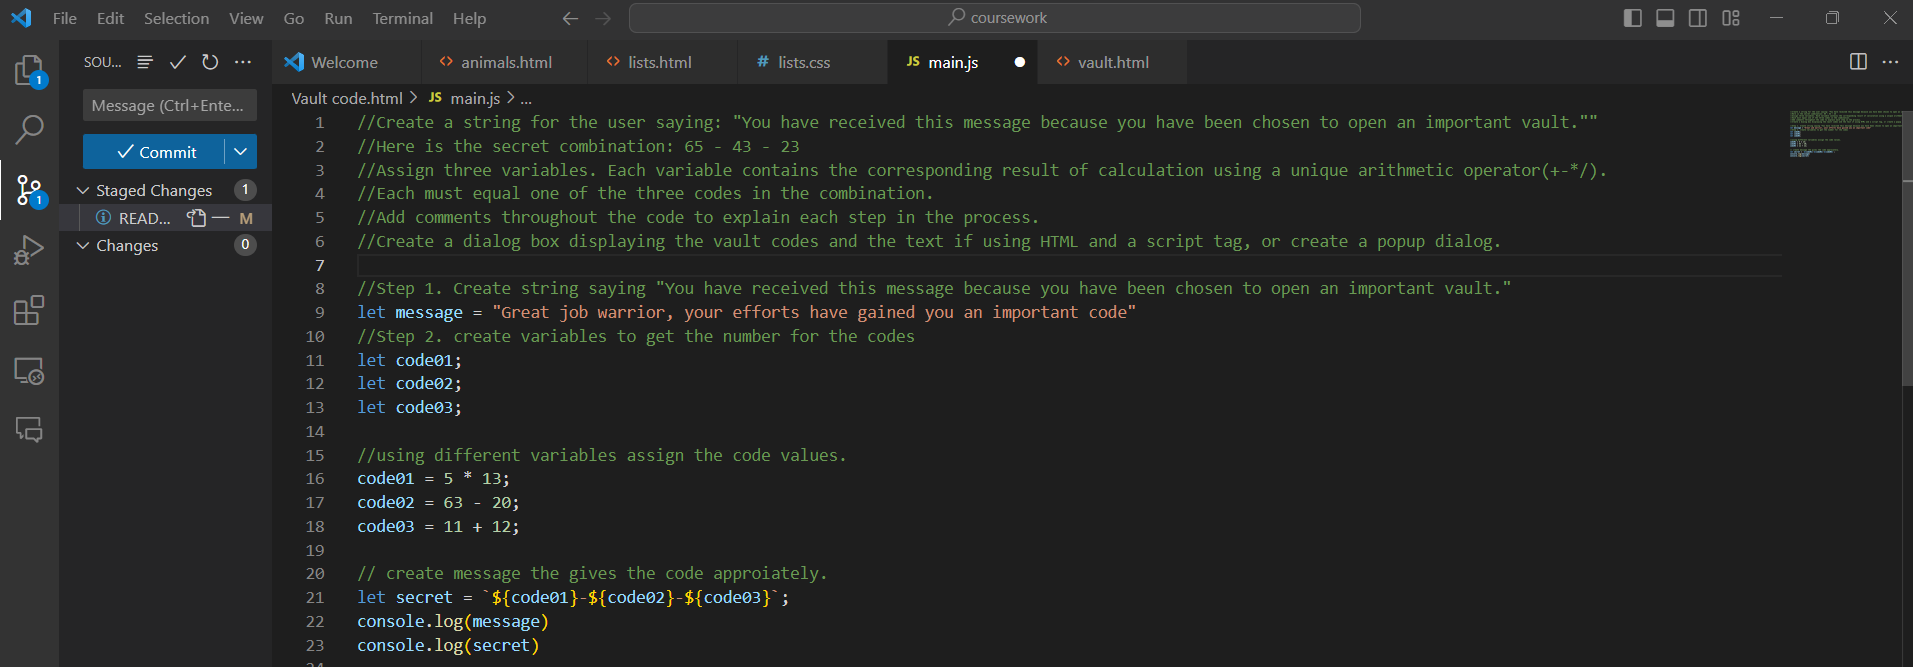 File Edit Selection View Go Run Terminal Help coursework
SOU... Welcome animals.html lists.html lists.css JS main.js vault.html
Message (Ctrl+Ente...
Commit
Staged Changes 1
READ... M
Changes 0
1
1
Vault code.html > JS main.js > ...
1 //Create a string for the user saying: "You have received this message because you have been chosen to open an important vault.""
2 //Here is the secret combination: 65 - 43 - 23
3 //Assign three variables. Each variable contains the corresponding result of calculation using a unique arithmetic operator(+-*/).
4 //Each must equal one of the three codes in the combination.
5 //Add comments throughout the code to explain each step in the process.
6 //Create a dialog box displaying the vault codes and the text if using HTML and a script tag, or create a popup dialog.
7
8 //Step 1. Create string saying "You have received this message because you have been chosen to open an important vault."
9 let message = "Great job warrior, your efforts have gained you an important code"
10 //Step 2. create variables to get the number for the codes
11 let code01;
12 let code02;
13 let code03;
14
15 //using different variables assign the code values.
16 code01 = 5 * 13;
17 code02 = 63 - 20;
18 code03 = 11 + 12;
19
20 // create message the gives the code approiately.
21 let secret = `${code01}-${code02}-${code03}`;
22 console.log(message)
23 console.log(secret)